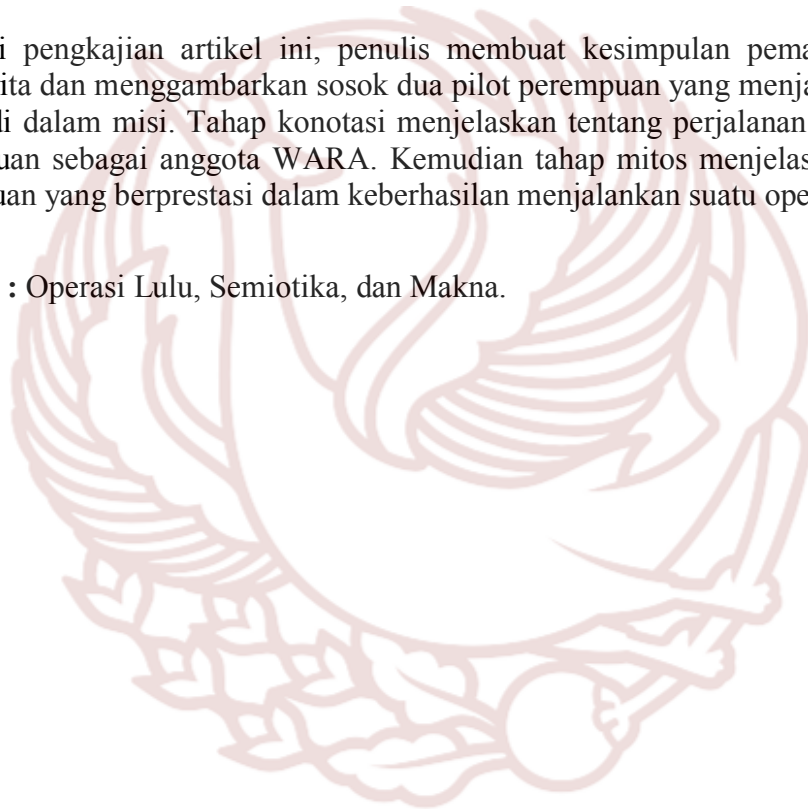 i pengkajian artikel ini, penulis membuat kesimpulan pema
ita dan menggambarkan sosok dua pilot perempuan yang menja
di dalam misi. Tahap konotasi menjelaskan tentang perjalanan
uan sebagai anggota WARA. Kemudian tahap mitos menjelas
uan yang berprestasi dalam keberhasilan menjalankan suatu ope
: Operasi Lulu, Semiotika, dan Makna.